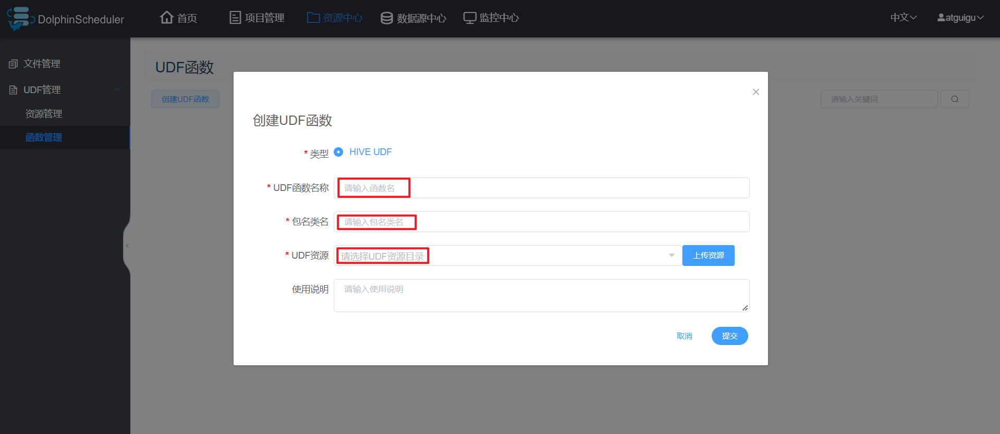 DolphinScheduler
首页
项目管理
资源中心
数据源中心
监控中心
中文
atguigu
文件管理
UDF管理
资源管理
函数管理
UDF函数
创建UDF函数
请输入关键词
创建UDF函数
* 类型
HIVE UDF
* UDF函数名称
请输入函数名
* 包名类名
请输入包名类名
* UDF资源
请选择UDF资源目录
上传资源
使用说明
请输入使用说明
取消
提交